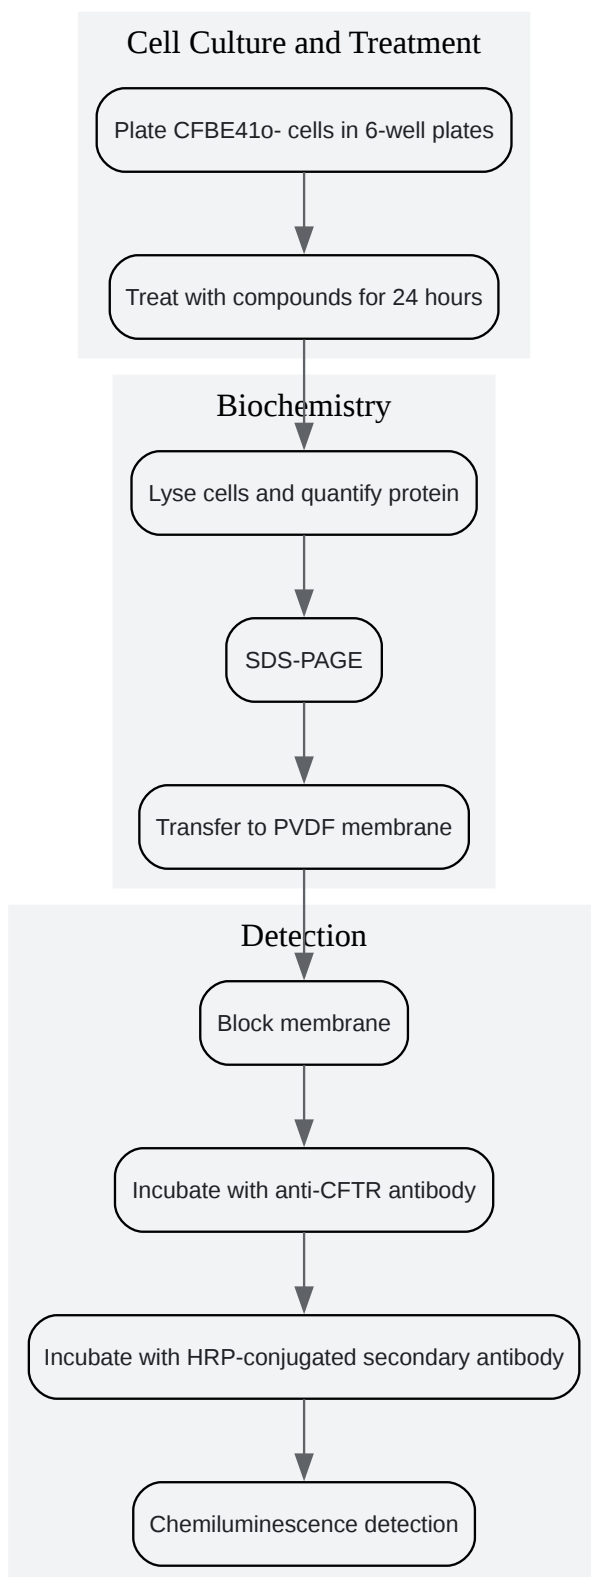 Cell Culture and Treatment
Plate CFBE41o- cells in 6-well plates
Treat with compounds for 24 hours
Biochemistry
Lyse cells and quantify protein
SDS-PAGE
Transfer to PVDF membrane
Detection
Block membrane
Incubate with anti-CFTR antibody
Incubate with HRP-conjugated secondary antibody
Chemiluminescence detection